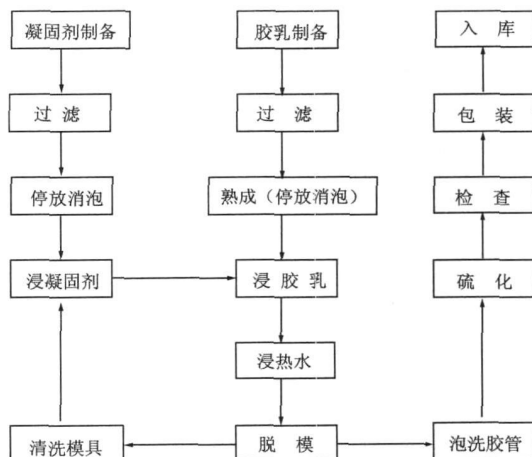 凝固剂制备
胶乳制备
入 库
过 滤
过 滤
包 装
停放消泡
熟成（停放消泡）
检 查
浸凝固剂
浸 胶 乳
硫 化
浸热水
清洗模具
脱 模
泡洗胶管